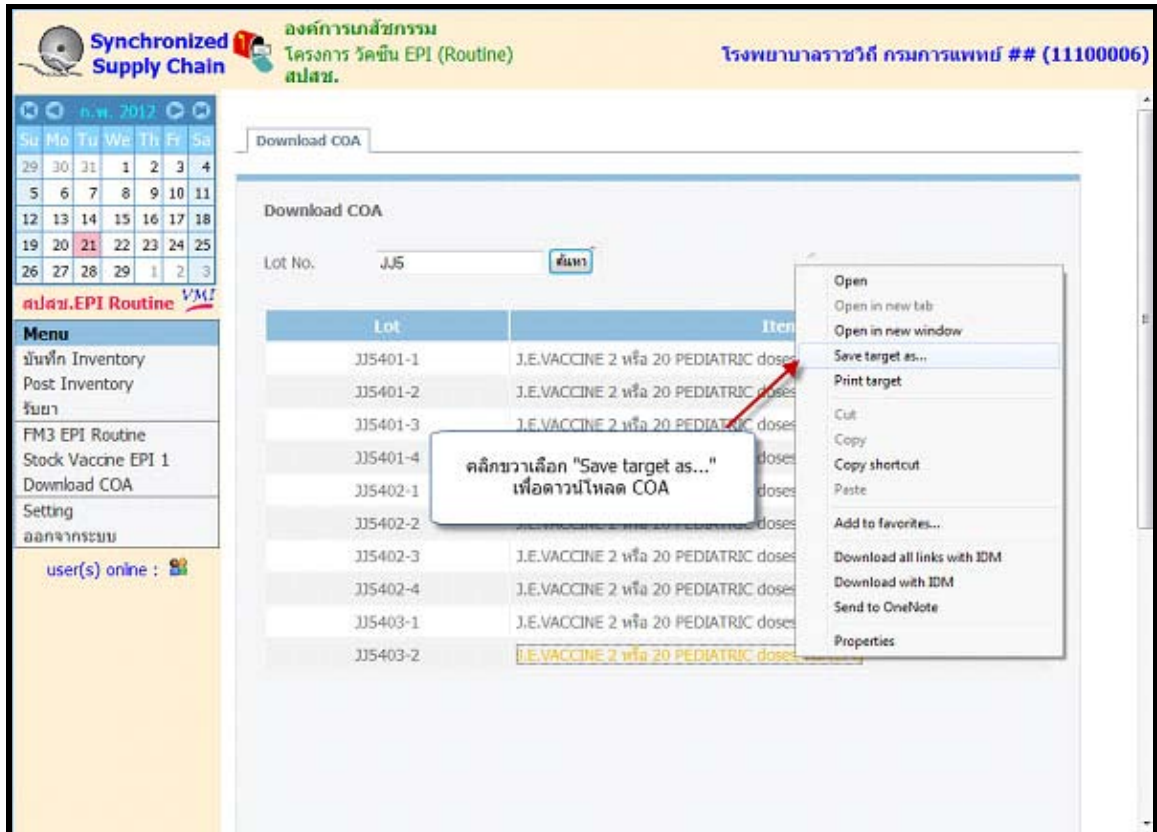 Synchronized
Supply Chain
องค์การเภสัชกรรม
โครงการ วัคซีน EPI (Routine)
สปสช.
โรงพยาบาลราชวิถี กรมการแพทย์ ## (11100006)
ก.พ. 2012
Su Mo Tu We Th Fr Sa
29 30 31 1 2 3 4
5 6 7 8 9 10 11
12 13 14 15 16 17 18
19 20 21 22 23 24 25
26 27 28 29 1 2 3
สปสช.EPI Routine VMI
Menu
บันทึก Inventory
Post Inventory
รับยา
FM3 EPI Routine
Stock Vaccine EPI 1
Download COA
Setting
ออกจากระบบ
user(s) online :
Download COA
Download COA
Lot No. JJ5 ค้นหา
Lot Item
JJ5401-1 J.E.VACCINE 2 หรือ 20 PEDIATRIC doses
JJ5401-2 J.E.VACCINE 2 หรือ 20 PEDIATRIC doses
JJ5401-3 J.E.VACCINE 2 หรือ 20 PEDIATRIC doses
JJ5401-4 doses
JJ5402-1 doses
JJ5402-2 J.E.VACCINE 2 หรือ 20 PEDIATRIC doses
JJ5402-3 J.E.VACCINE 2 หรือ 20 PEDIATRIC doses
JJ5402-4 J.E.VACCINE 2 หรือ 20 PEDIATRIC doses
JJ5403-1 J.E.VACCINE 2 หรือ 20 PEDIATRIC doses
JJ5403-2 J.E.VACCINE 2 หรือ 20 PEDIATRIC doses
คลิกขวาเลือก "Save target as..."
เพื่อดาวน์โหลด COA
Open
Open in new tab
Open in new window
Save target as...
Print target
Cut
Copy
Copy shortcut
Paste
Add to favorites...
Download all links with IDM
Download with IDM
Send to OneNote
Properties